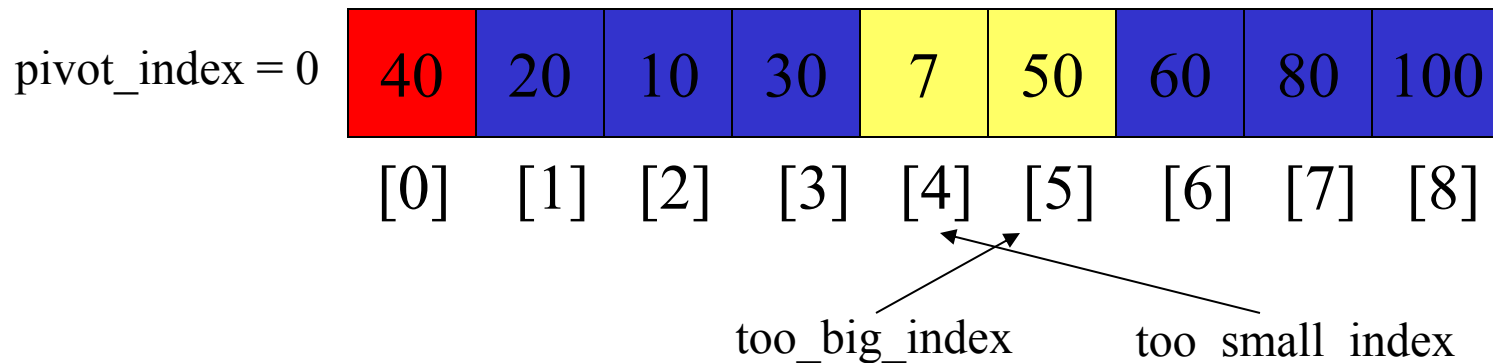 pivot_index = 0 40 20 10 30 7 50 60 80 100
[0] [1] [2] [3] [4] [5] [6] [7] [8]
too_big_index too_small_index